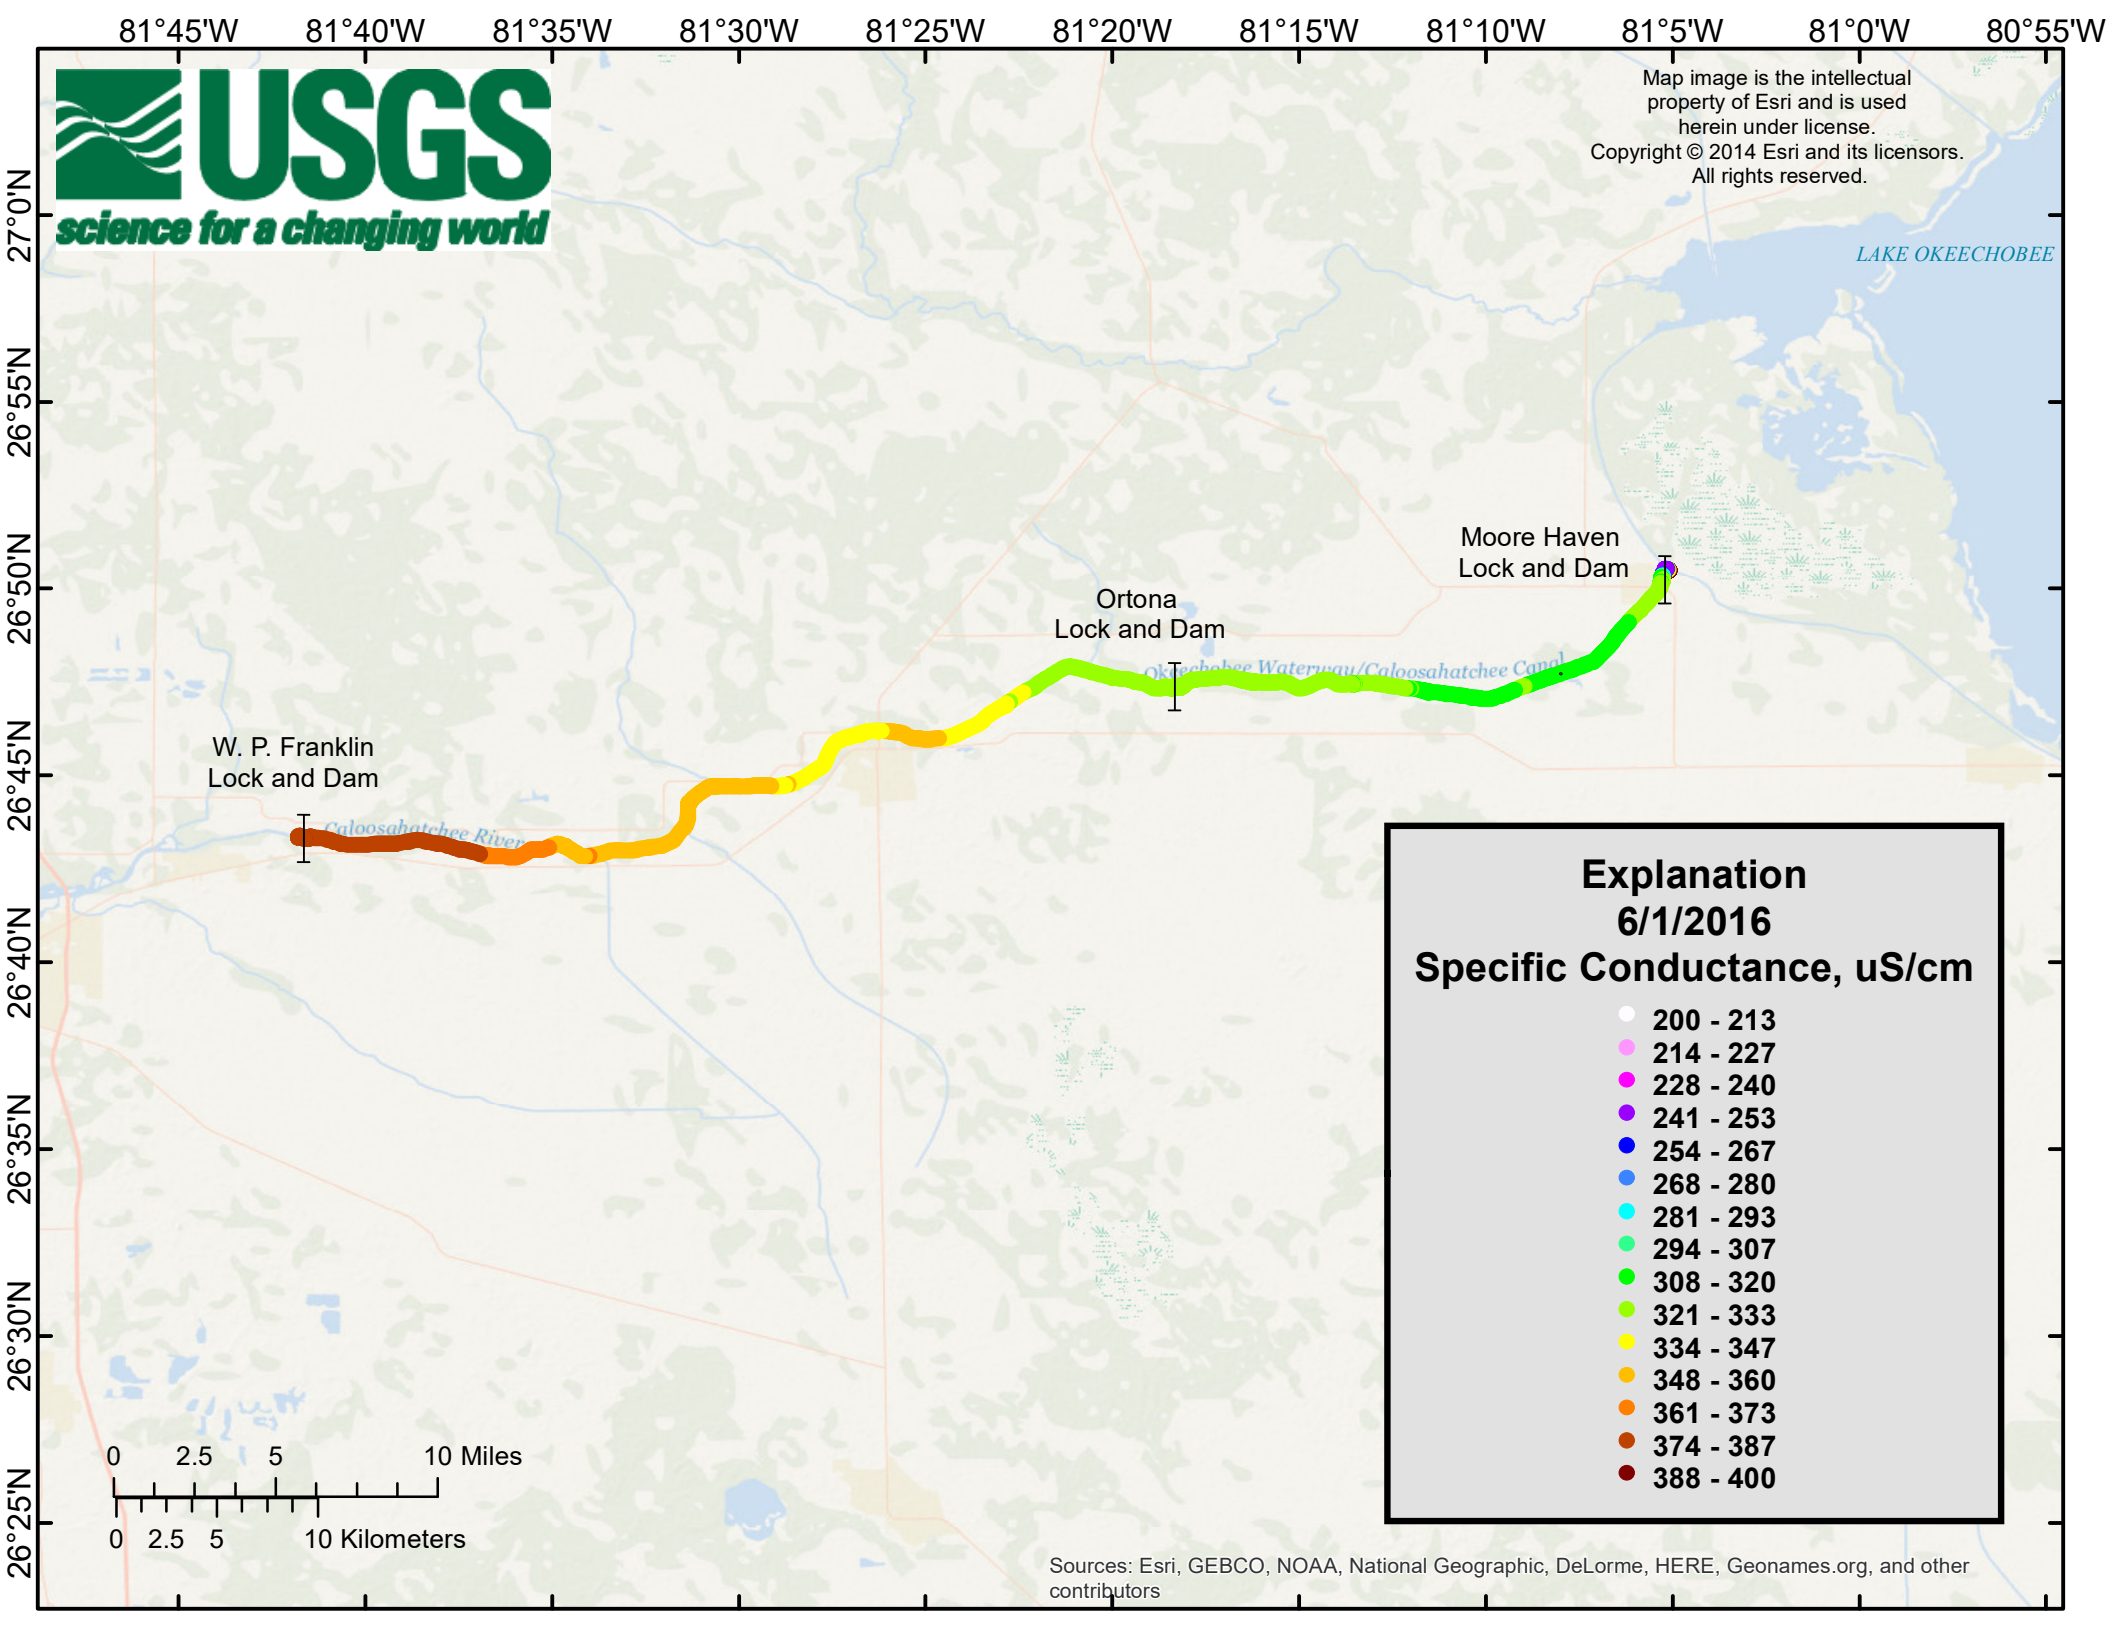 81°45'W 81°40'W 81°35'W 81°30'W 81°25'W 81°20'W 81°15'W 81°10'W 81°5'W 81°0'W 80°55'W
USGS
science for a changing world
Map image is the intellectual
property of Esri and is used
herein under license.
Copyright © 2014 Esri and its licensors.
All rights reserved.
27°0'N
26°55'N
26°50'N
26°45'N
26°40'N
26°35'N
26°30'N
26°25'N
LAKE OKEECHOBEE
Moore Haven
Lock and Dam
Ortona
Lock and Dam
Okeechobee Waterway/Caloosahatchee Canal
W. P. Franklin
Lock and Dam
Caloosahatchee River
Explanation
6/1/2016
Specific Conductance, uS/cm
200 - 213
214 - 227
228 - 240
241 - 253
254 - 267
268 - 280
281 - 293
294 - 307
308 - 320
321 - 333
334 - 347
348 - 360
361 - 373
374 - 387
388 - 400
0 2.5 5 10 Miles
0 2.5 5 10 Kilometers
Sources: Esri, GEBCO, NOAA, National Geographic, DeLorme, HERE, Geonames.org, and other
contributors